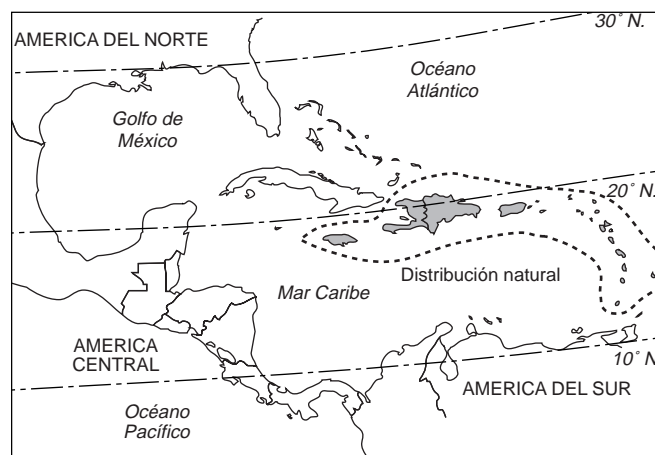 30° N.
AMERICA DEL NORTE
Océano
Atlántico
Golfo de
México
20° N.
Distribución natural
Mar Caribe
AMERICA
CENTRAL
10° N
AMERICA DEL SUR
Océano
Pacífico